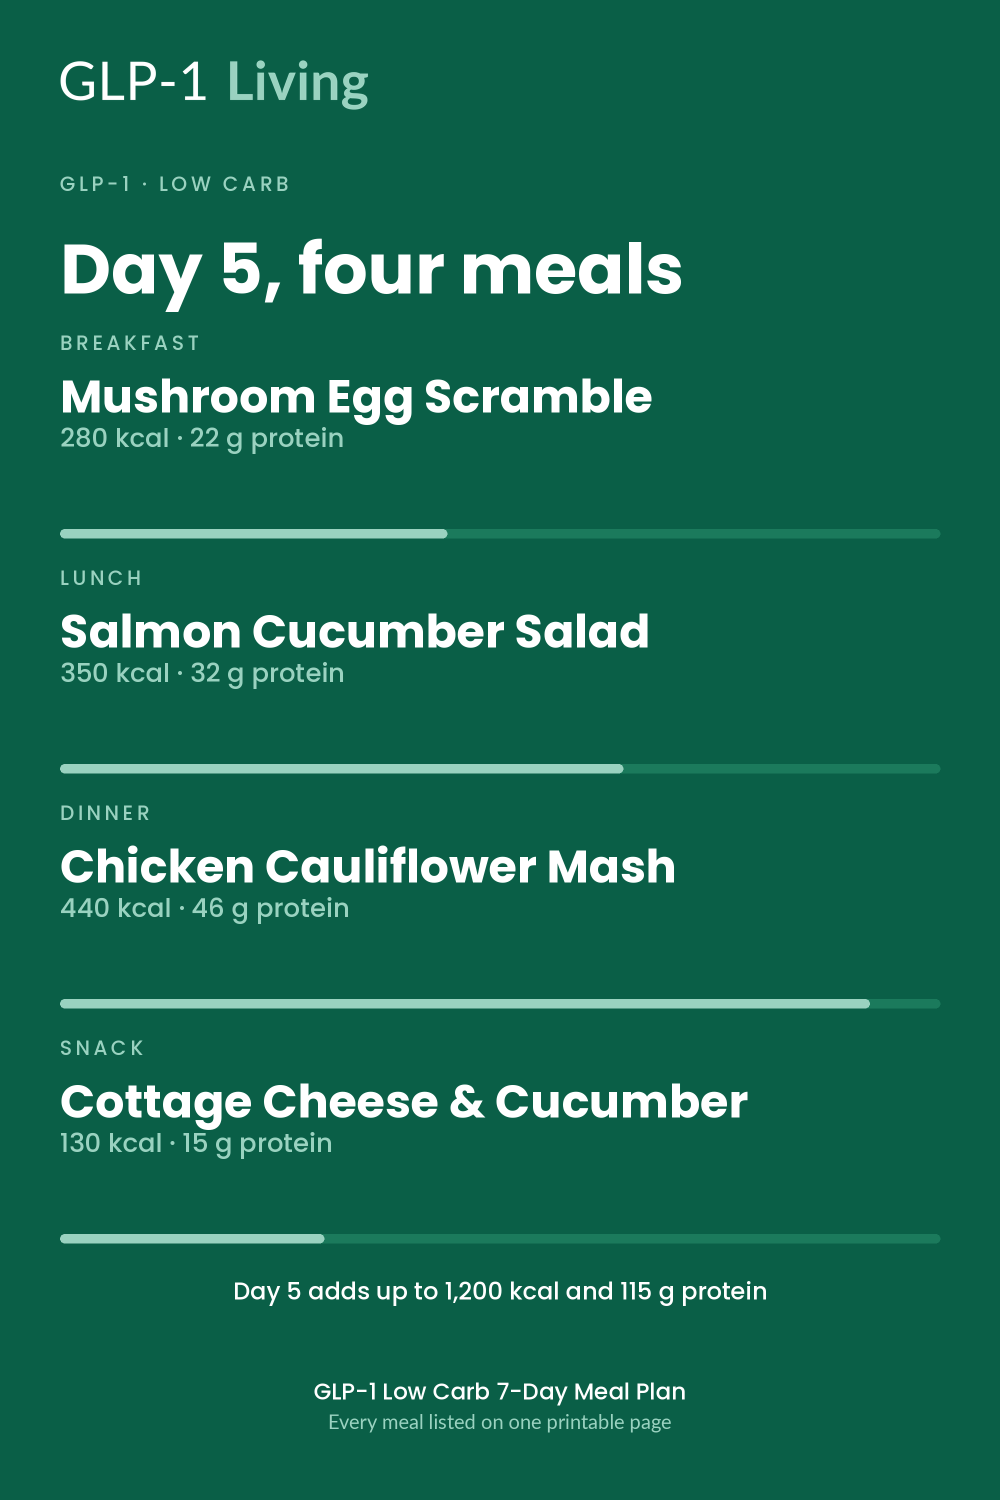 GLP-1 Living
GLP-1 · LOW CARB
Day 5, four meals
BREAKFAST
Mushroom Egg Scramble
280 kcal · 22 g protein
LUNCH
Salmon Cucumber Salad
350 kcal · 32 g protein
DINNER
Chicken Cauliflower Mash
440 kcal · 46 g protein
SNACK
Cottage Cheese & Cucumber
130 kcal · 15 g protein
Day 5 adds up to 1,200 kcal and 115 g protein
GLP-1 Low Carb 7-Day Meal Plan
Every meal listed on one printable page